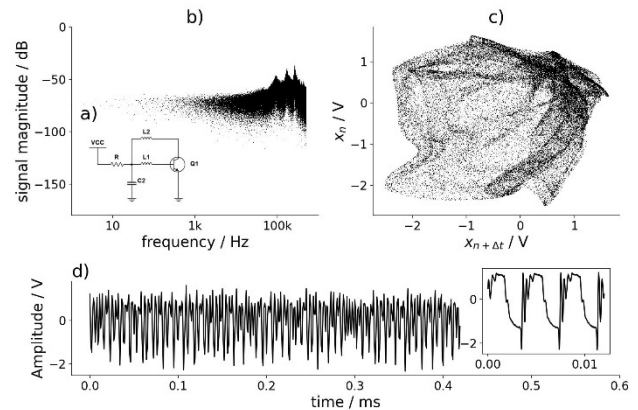 b)
c)
a)
d)
signal magnitude / dB
0
−50
−100
−150
10
1k
100k
frequency / Hz
VCC
R
L2
L1
Q1
C2
xₙ / V
1
0
−1
−2
−2
−1
0
1
xₙ₊Δₜ / V
Amplitude / V
0
−2
0.0
0.1
0.2
0.3
0.4
0.5
0.6
time / ms
0
−2
0.00
0.01